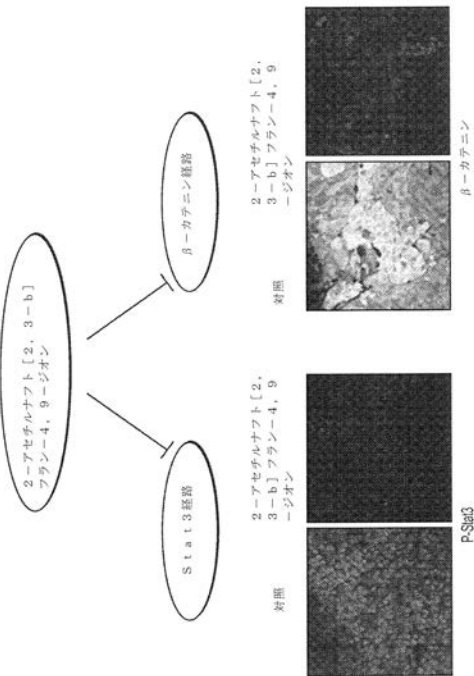 2-アセチルナフト[2,3-b]
フラン-4,9-ジオン
Stat3経路
β-カテニン経路
対照
2-アセチルナフト[2,
3-b]フラン-4,9
-ジオン
対照
2-アセチルナフト[2,
3-b]フラン-4,9
-ジオン
P-Stat3
β-カテニン